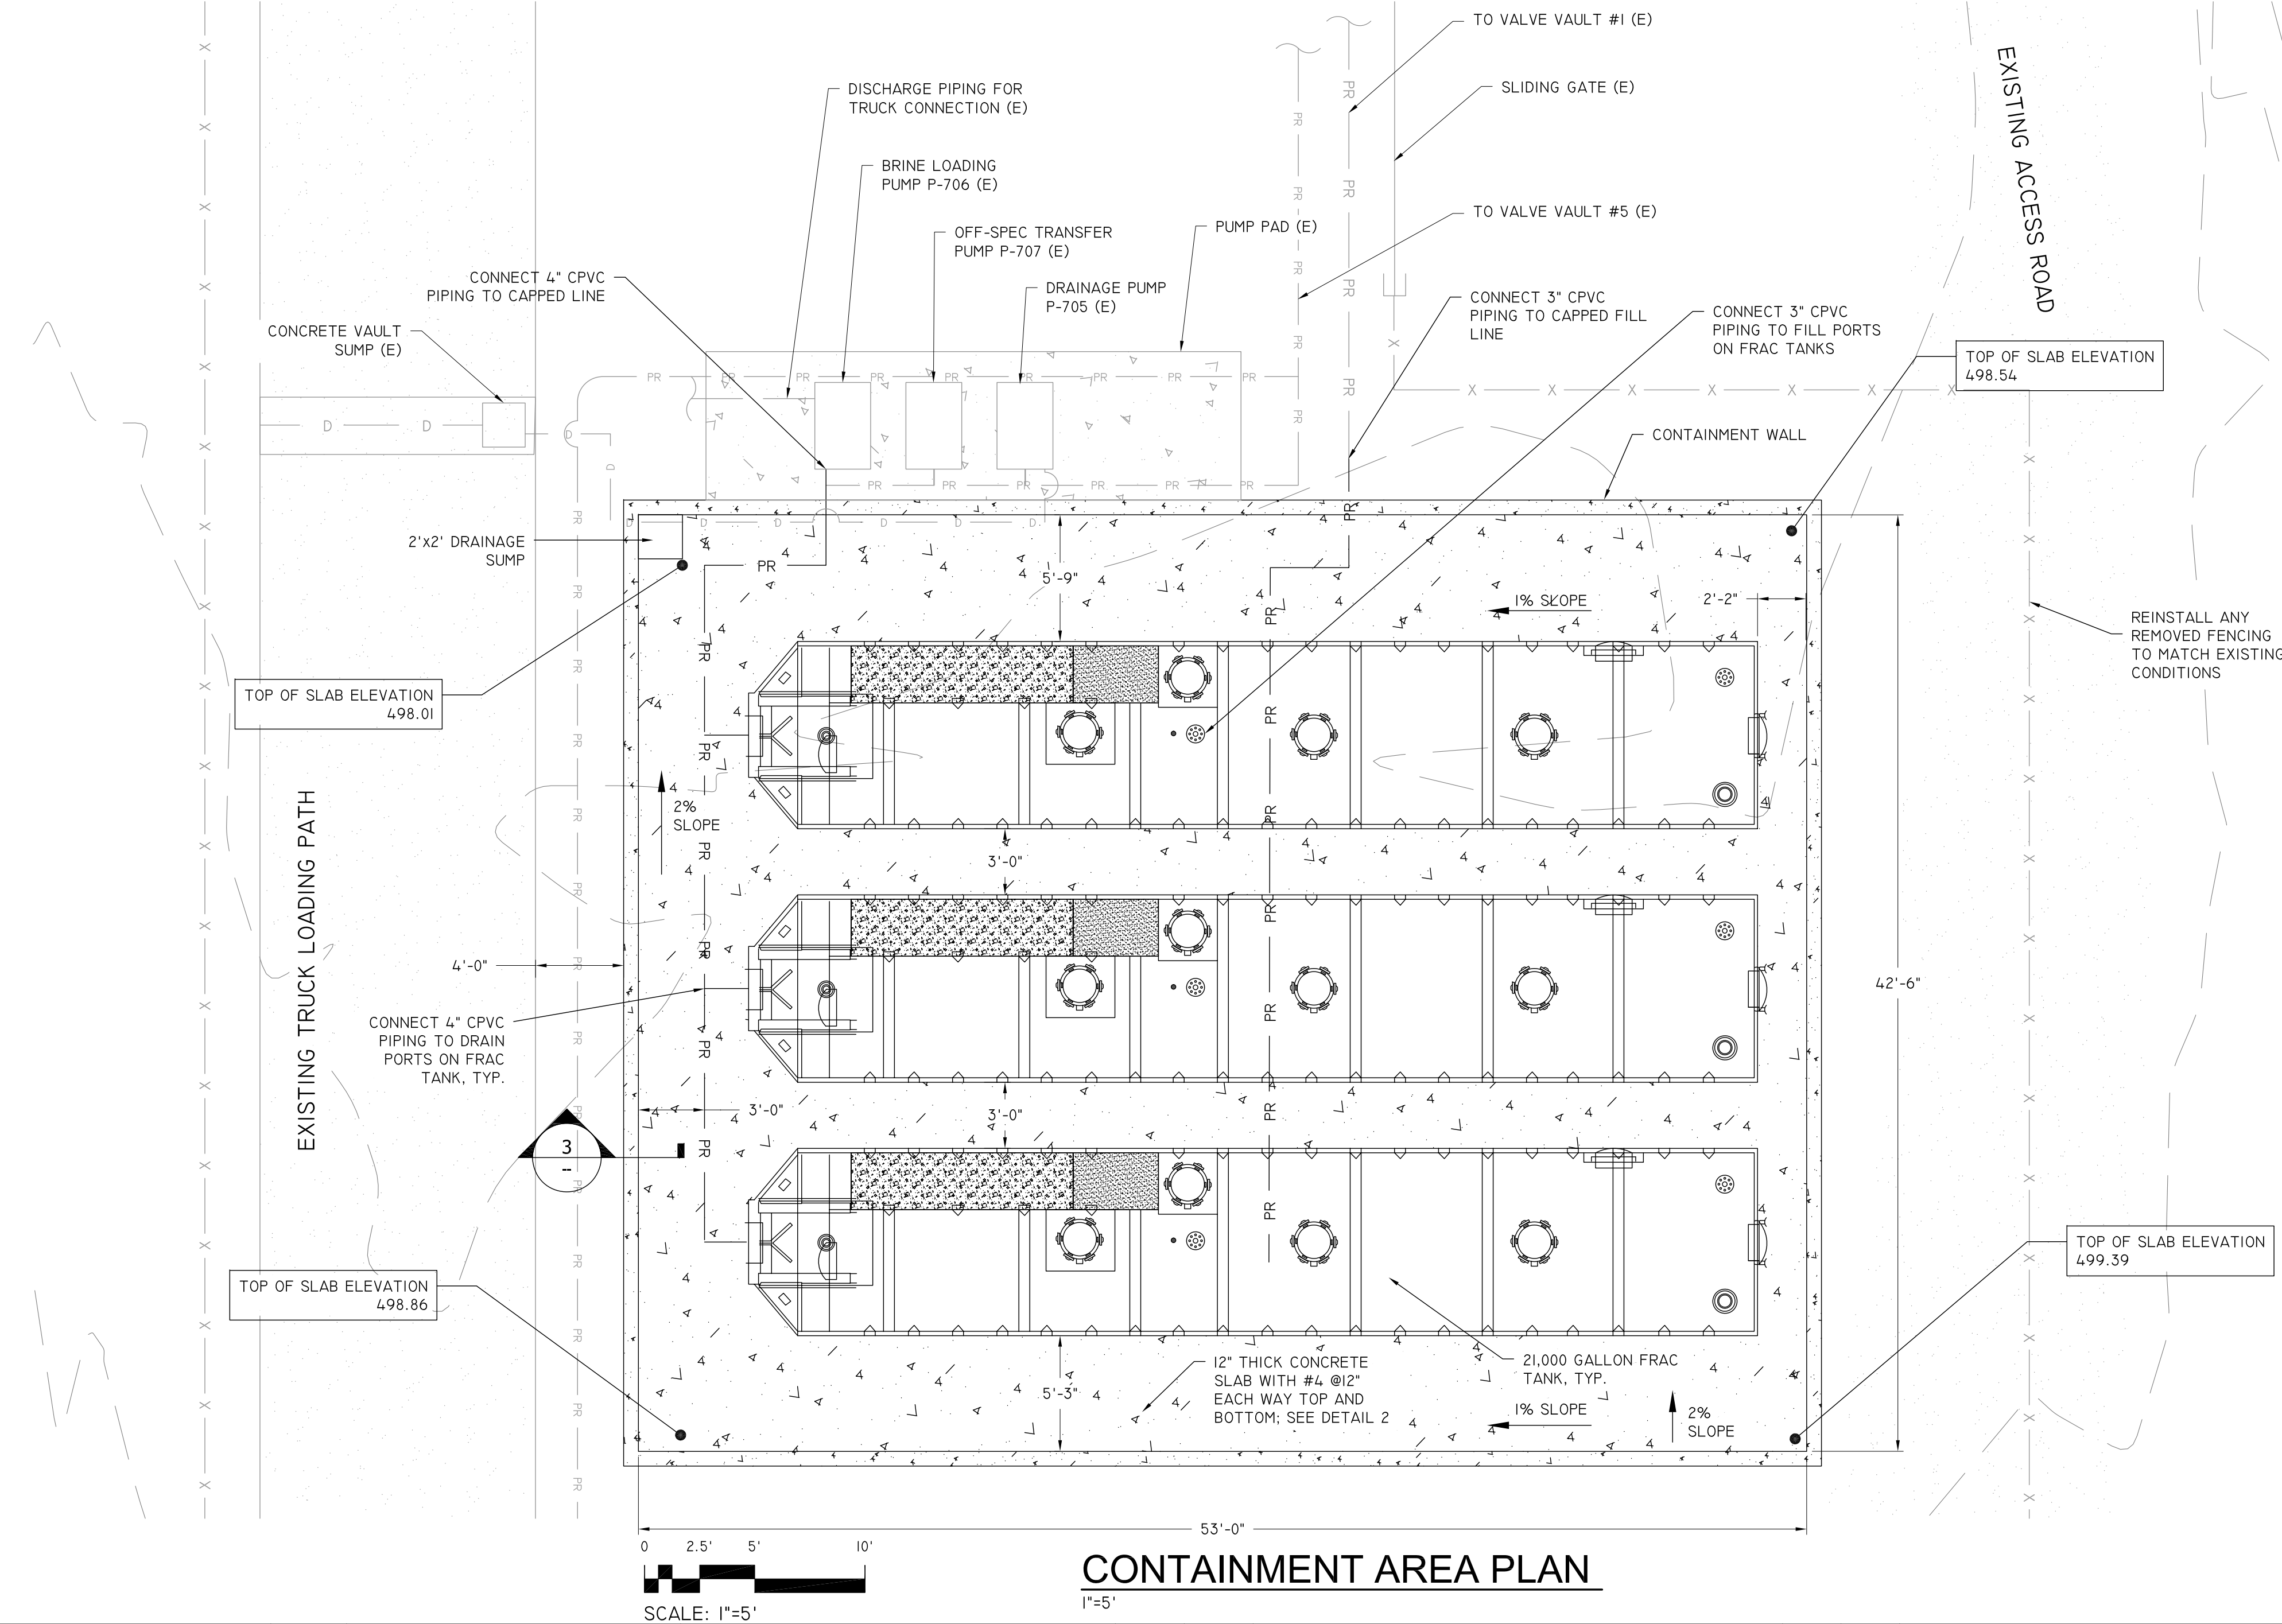 TO VALVE VAULT #1 (E)
DISCHARGE PIPING FOR
TRUCK CONNECTION (E)
SLIDING GATE (E)
EXISTING ACCESS ROAD
BRINE LOADING
PUMP P-706 (E)
OFF-SPEC TRANSFER
PUMP P-707 (E)
PUMP PAD (E)
TO VALVE VAULT #5 (E)
CONNECT 4" CPVC
PIPING TO CAPPED LINE
DRAINAGE PUMP
P-705 (E)
CONNECT 3" CPVC
PIPING TO CAPPED FILL
LINE
CONNECT 3" CPVC
PIPING TO FILL PORTS
ON FRAC TANKS
CONCRETE VAULT
SUMP (E)
TOP OF SLAB ELEVATION
498.54
CONTAINMENT WALL
2'x2' DRAINAGE
SUMP
PR
5'-9"
1% SLOPE
2'-2"
REINSTALL ANY
REMOVED FENCING
TO MATCH EXISTING
CONDITIONS
TOP OF SLAB ELEVATION
498.01
2%
SLOPE
3'-0"
EXISTING TRUCK LOADING PATH
4'-0"
42'-6"
CONNECT 4" CPVC
PIPING TO DRAIN
PORTS ON FRAC
TANK, TYP.
3'-0"
3'-0"
3
--
TOP OF SLAB ELEVATION
499.39
TOP OF SLAB ELEVATION
498.86
5'-3"
12" THICK CONCRETE
SLAB WITH #4 @12"
EACH WAY TOP AND
BOTTOM; SEE DETAIL 2
21,000 GALLON FRAC
TANK, TYP.
1% SLOPE
2%
SLOPE
53'-0"
0 2.5' 5' 10'
SCALE: 1"=5'
CONTAINMENT AREA PLAN
1"=5'